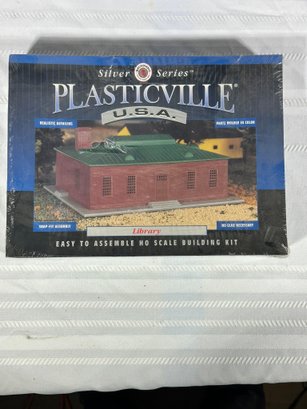 Silver Series™
PLASTICVILLE®
U.S.A.
REALISTIC DETAILING
PARTS MOLDED IN COLOR
SNAP-FIT ASSEMBLY
NO GLUE NECESSARY
Library
EASY TO ASSEMBLE HO SCALE BUILDING KIT